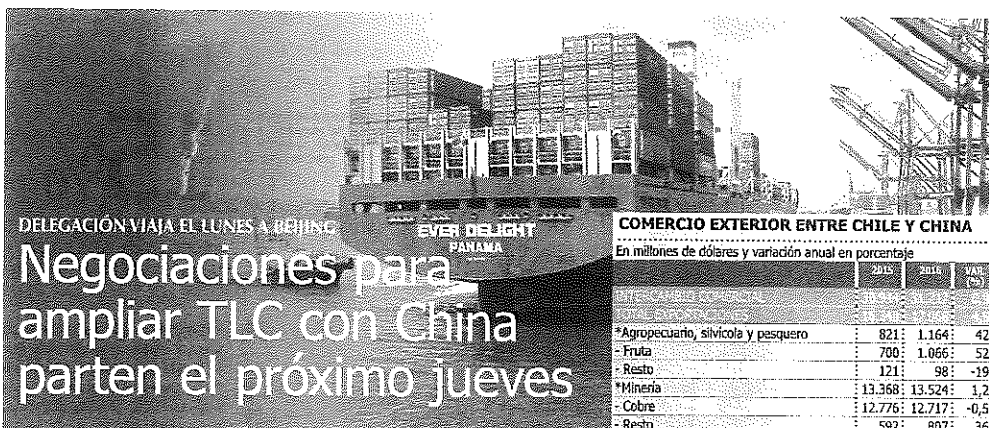 DELEGACIÓN VIAJA EL LUNES A BEIJING
Negociaciones para
ampliar TLC con China
parten el próximo jueves
EVER DELIGHT
PANAMA
COMERCIO EXTERIOR ENTRE CHILE Y CHINA
En millones de dólares y variación anual en porcentaje
2015 2016 VAR. (%)
INTERCAMBIO COMERCIAL
*Agropecuario, silvícola y pesquero 821 1.164 42
- Fruta 700 1.066 52
- Resto 121 98 -19
*Minería 13.368 13.524 1,2
- Cobre 12.776 12.717 -0,5
- Resto 592 807 36